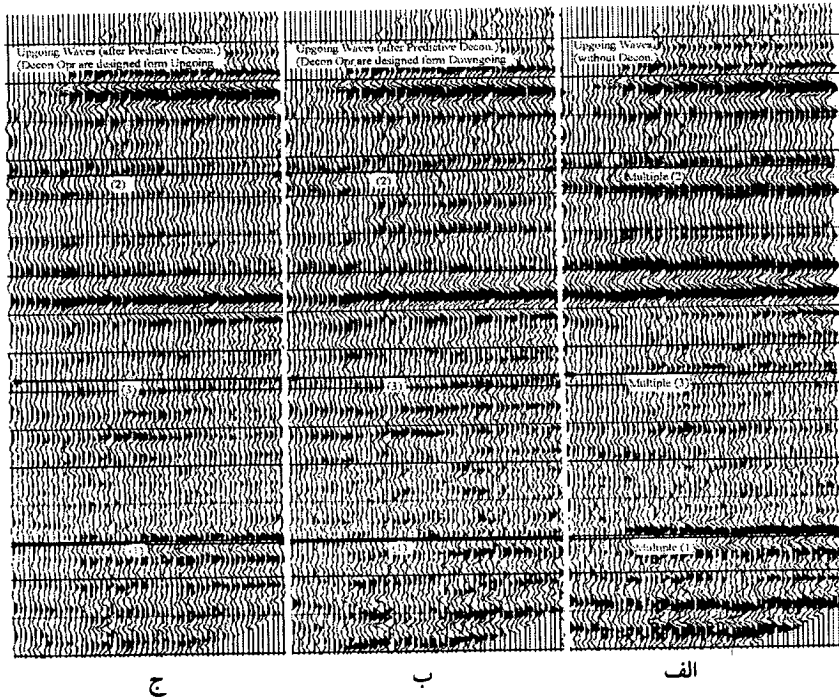 Upgoing Waves (after Predictive Decon.)
(Decon Opr are designed form Upgoing
(2)
(3)
ج
Upgoing Waves (after Predictive Decon.)
(Decon Opr are designed form Downgoing
(2)
(3)
ب
Upgoing Waves
(without Decon.)
Multiple (2)
Multiple (3)
Multiple (1)
الف